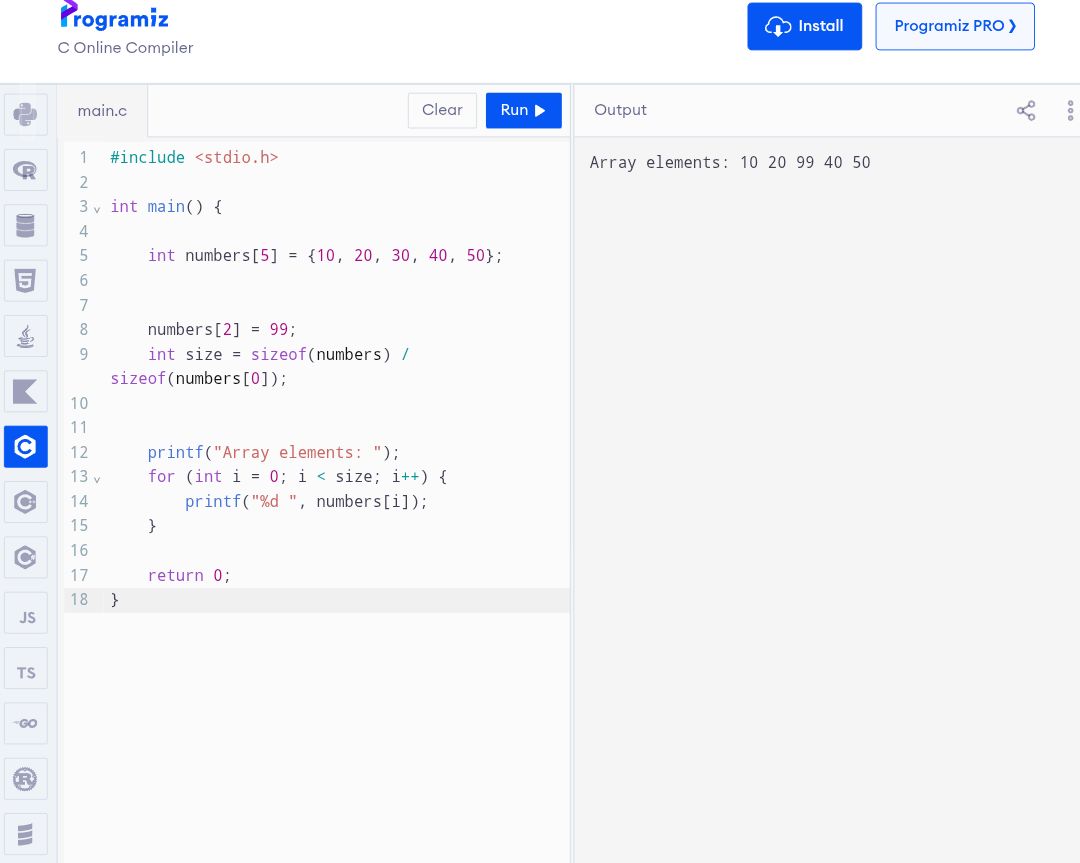 Programiz
C Online Compiler
Install
Programiz PRO ❯
main.c
Clear
Run
Output
1 #include <stdio.h>
2
3 int main() {
4
5     int numbers[5] = {10, 20, 30, 40, 50};
6
7
8     numbers[2] = 99;
9     int size = sizeof(numbers) /
sizeof(numbers[0]);
10
11
12     printf("Array elements: ");
13     for (int i = 0; i < size; i++) {
14         printf("%d ", numbers[i]);
15     }
16
17     return 0;
18 }
Array elements: 10 20 99 40 50
R
5
C
C
C
JS
TS
GO
R